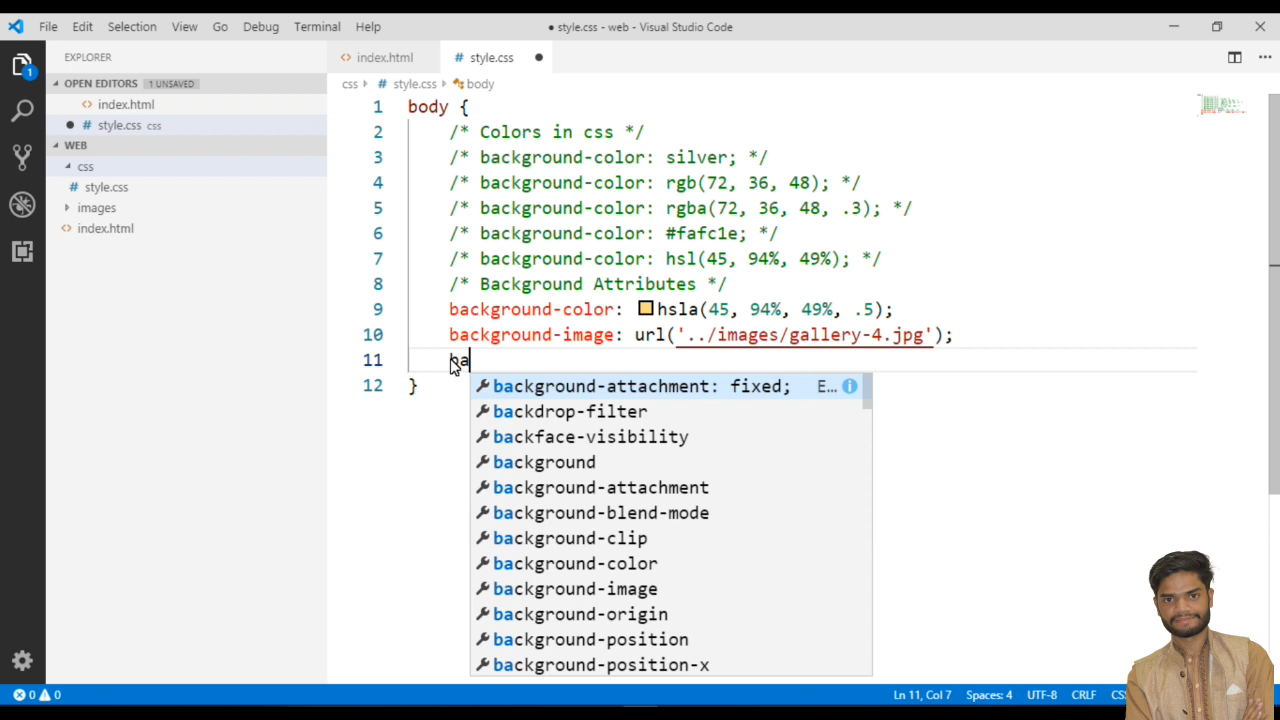 File Edit Selection View Go Debug Terminal Help ● style.css - web - Visual Studio Code
EXPLORER
OPEN EDITORS 1 UNSAVED
index.html
style.css css
WEB
css
style.css
images
index.html
1
index.html
# style.css
css # style.css body
1 body {
2 /* Colors in css */
3 /* background-color: silver; */
4 /* background-color: rgb(72, 36, 48); */
5 /* background-color: rgba(72, 36, 48, .3); */
6 /* background-color: #fafc1e; */
7 /* background-color: hsl(45, 94%, 49%); */
8 /* Background Attributes */
9 background-color: hsla(45, 94%, 49%, .5);
10 background-image: url('../images/gallery-4.jpg');
11 ba
12 }
background-attachment: fixed; E…
backdrop-filter
backface-visibility
background
background-attachment
background-blend-mode
background-clip
background-color
background-image
background-origin
background-position
background-position-x
0 0 Ln 11, Col 7 Spaces: 4 UTF-8 CRLF